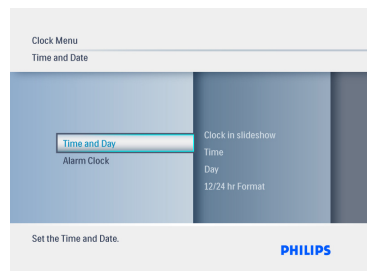 Clock Menu
Time and Date
Time and Day
Alarm Clock
Clock in slideshow
Time
Day
12/24 hr Format
Set the Time and Date.
PHILIPS